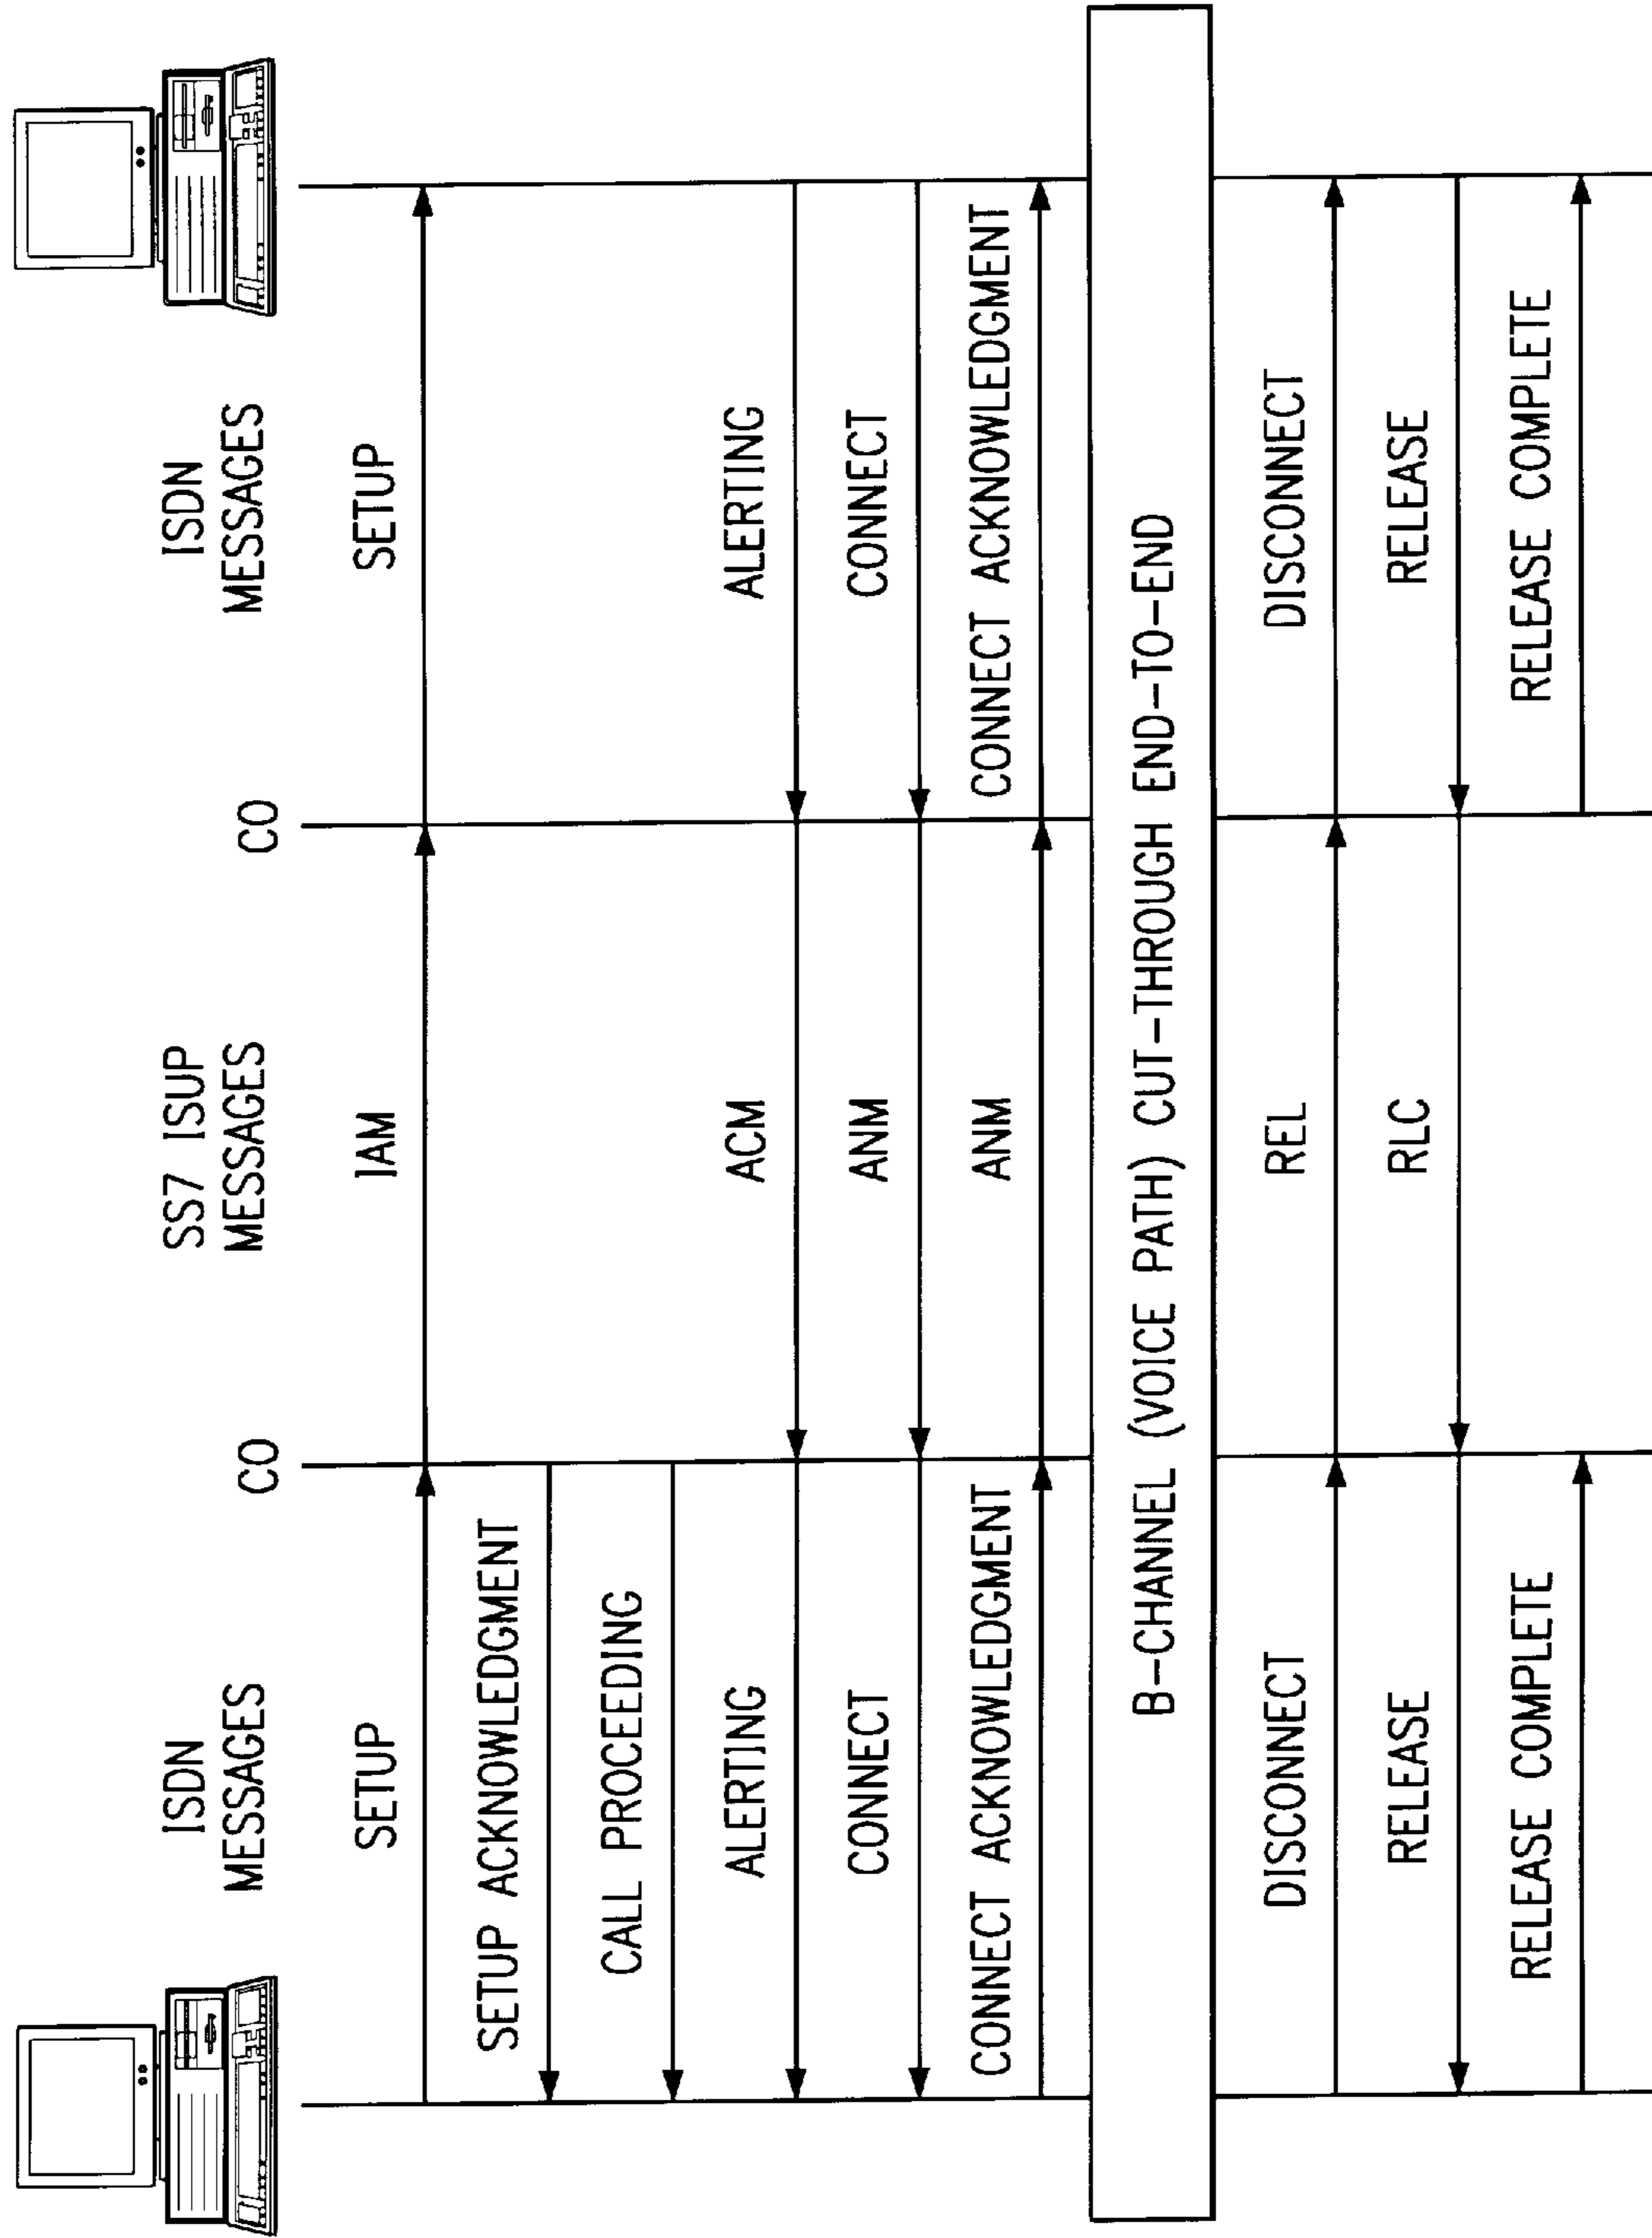 ISDN
MESSAGES
CO
SS7 ISUP
MESSAGES
CO
ISDN
MESSAGES
SETUP
IAM
SETUP
SETUP ACKNOWLEDGMENT
CALL PROCEEDING
ALERTING
ACM
ALERTING
CONNECT
ANM
CONNECT
CONNECT ACKNOWLEDGMENT
ANM
CONNECT ACKNOWLEDGMENT
B-CHANNEL (VOICE PATH) CUT-THROUGH END-TO-END
DISCONNECT
REL
DISCONNECT
RELEASE
RLC
RELEASE
RELEASE COMPLETE
RELEASE COMPLETE